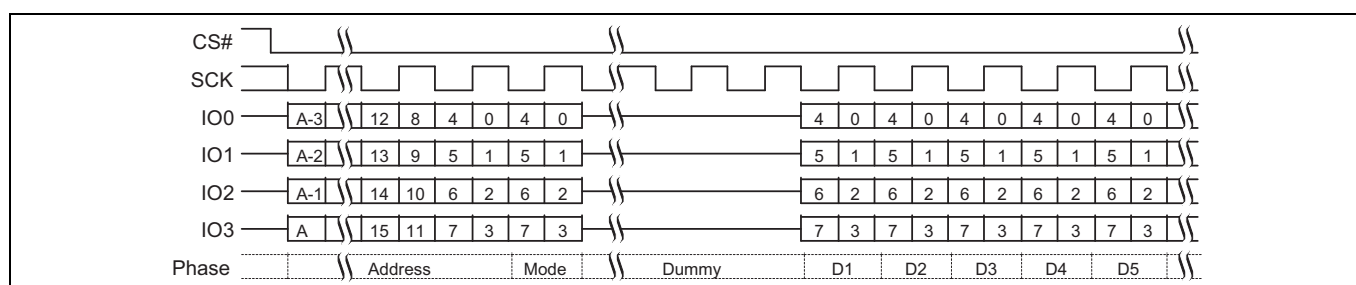 CS#
SCK
IO0 A-3 12 8 4 0 4 0 4 0 4 0 4 0 4 0 4 0
IO1 A-2 13 9 5 1 5 1 5 1 5 1 5 1 5 1 5 1
IO2 A-1 14 10 6 2 6 2 6 2 6 2 6 2 6 2 6 2
IO3 A 15 11 7 3 7 3 7 3 7 3 7 3 7 3 7 3
Phase Address Mode Dummy D1 D2 D3 D4 D5